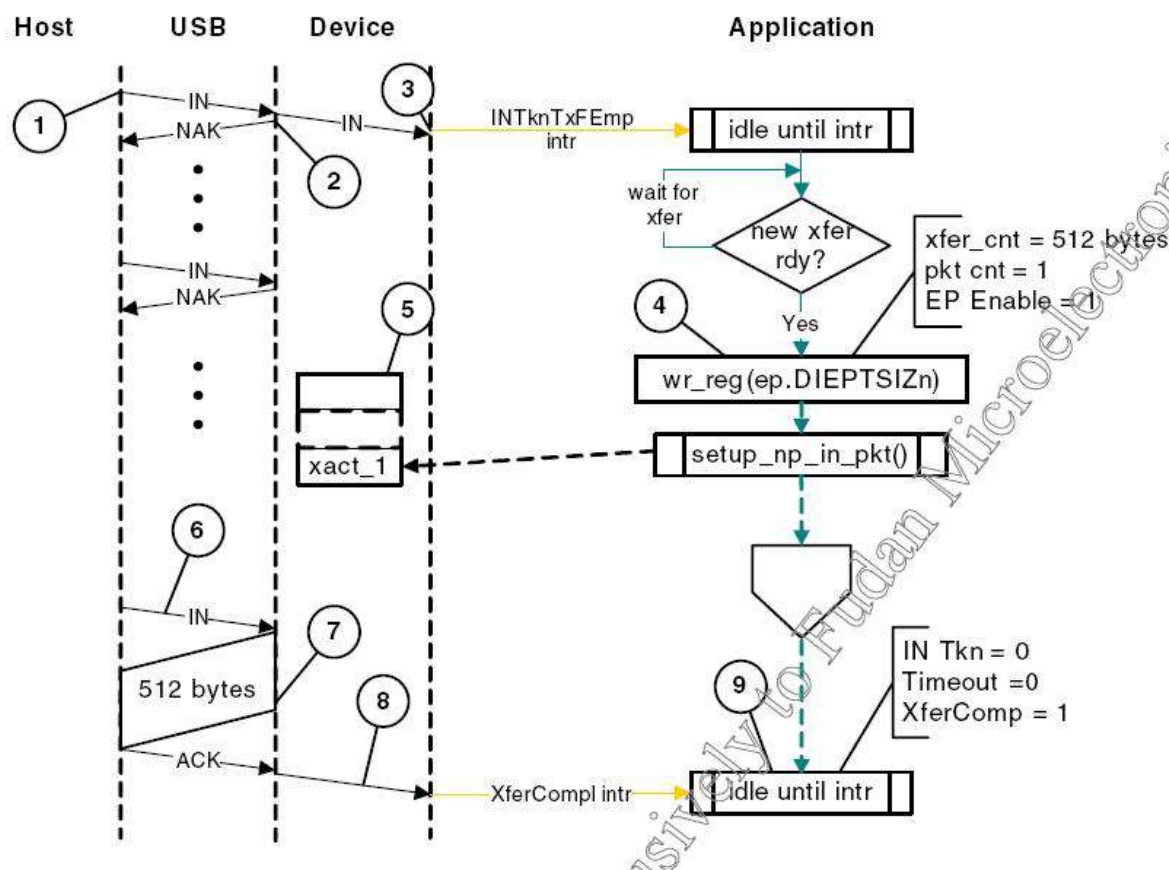 Host USB Device Application
1
IN
NAK
2
IN
3
INTknTxFEmp
intr
idle until intr
wait for
xfer
new xfer
rdy?
xfer_cnt = 512 bytes
pkt cnt = 1
EP Enable = 1
IN
NAK
Yes
4
wr_reg(ep.DIEPTSIZn)
5
setup_np_in_pkt()
xact_1
6
IN
7
512 bytes
8
ACK
9
IN Tkn = 0
Timeout =0
XferComp = 1
XferCompl intr
idle until intr
to Fudan Microelectron